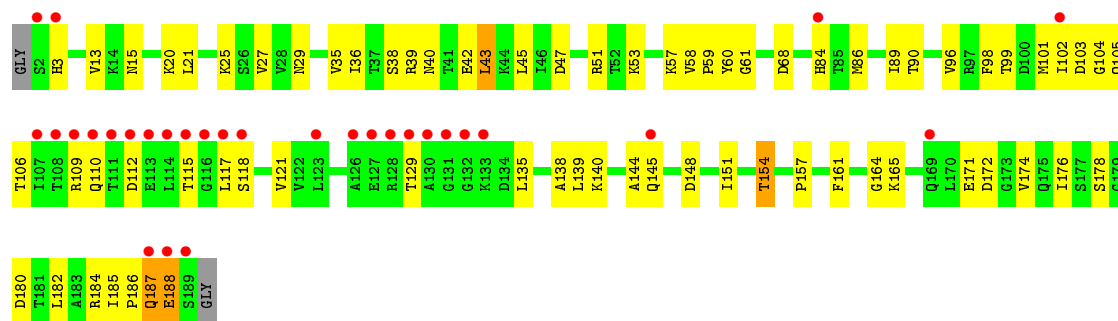 GLY S2 H3 V13 K14 N15 K20 L21 K25 S26 V27 V28 N29 V35 I36 T37 S38 R39 N40 T41 E42 L43 K44 L45 I46 D47 R51 T52 K53 K57 V58 P59 Y60 G61 D68 H84 T85 M86 I89 T90 V96 R97 F98 T99 D100 M101 I102 D103 G104 Q105
T106 I107 T108 R109 Q110 T111 D112 E113 L114 T115 G116 L117 S118 V121 V122 L123 A126 E127 R128 T129 A130 G131 G132 K133 D134 L135 A138 L139 K140 A144 Q145 D148 I151 T154 P157 F161 G164 K165 Q169 L170 E171 D172 G173 V174 Q175 I176 S177 S178 G179
D180 T181 L182 A183 R184 I185 P186 Q187 E188 S189 GLY